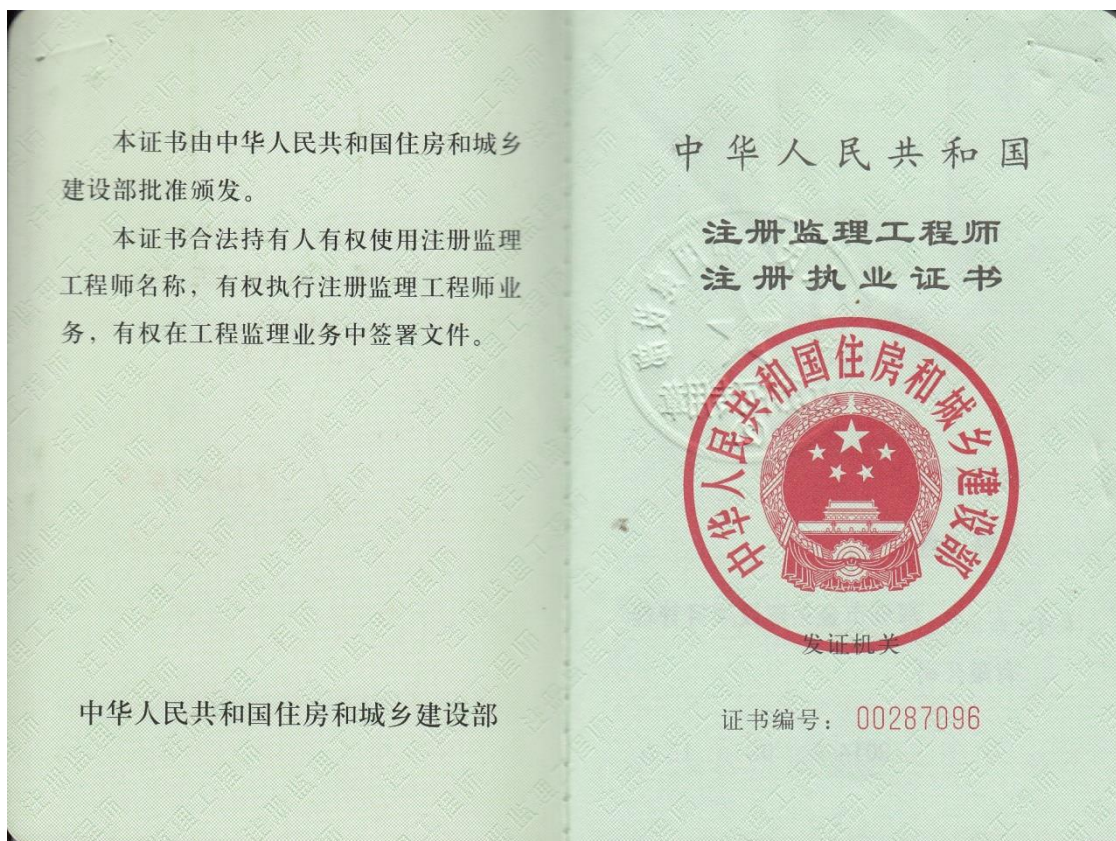 本证书由中华人民共和国住房和城乡
建设部批准颁发。
本证书合法持有人有权使用注册监理
工程师名称，有权执行注册监理工程师业
务，有权在工程监理业务中签署文件。
中华人民共和国住房和城乡建设部
中华人民共和国
注册监理工程师
注册执业证书
中华人民共和国住房和城乡建设部
发证机关
证书编号：00287096